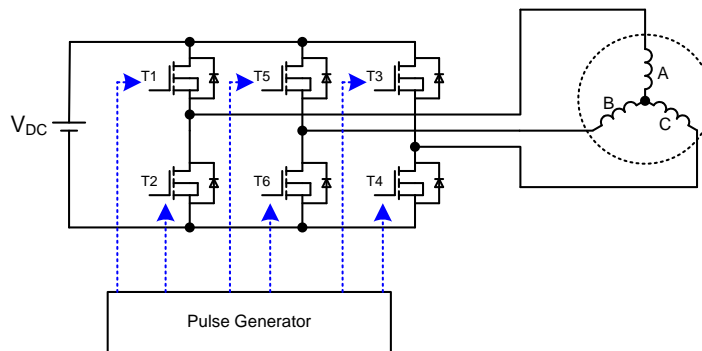 T1
T5
T3
A
B
C
VDC
T2
T6
T4
Pulse Generator